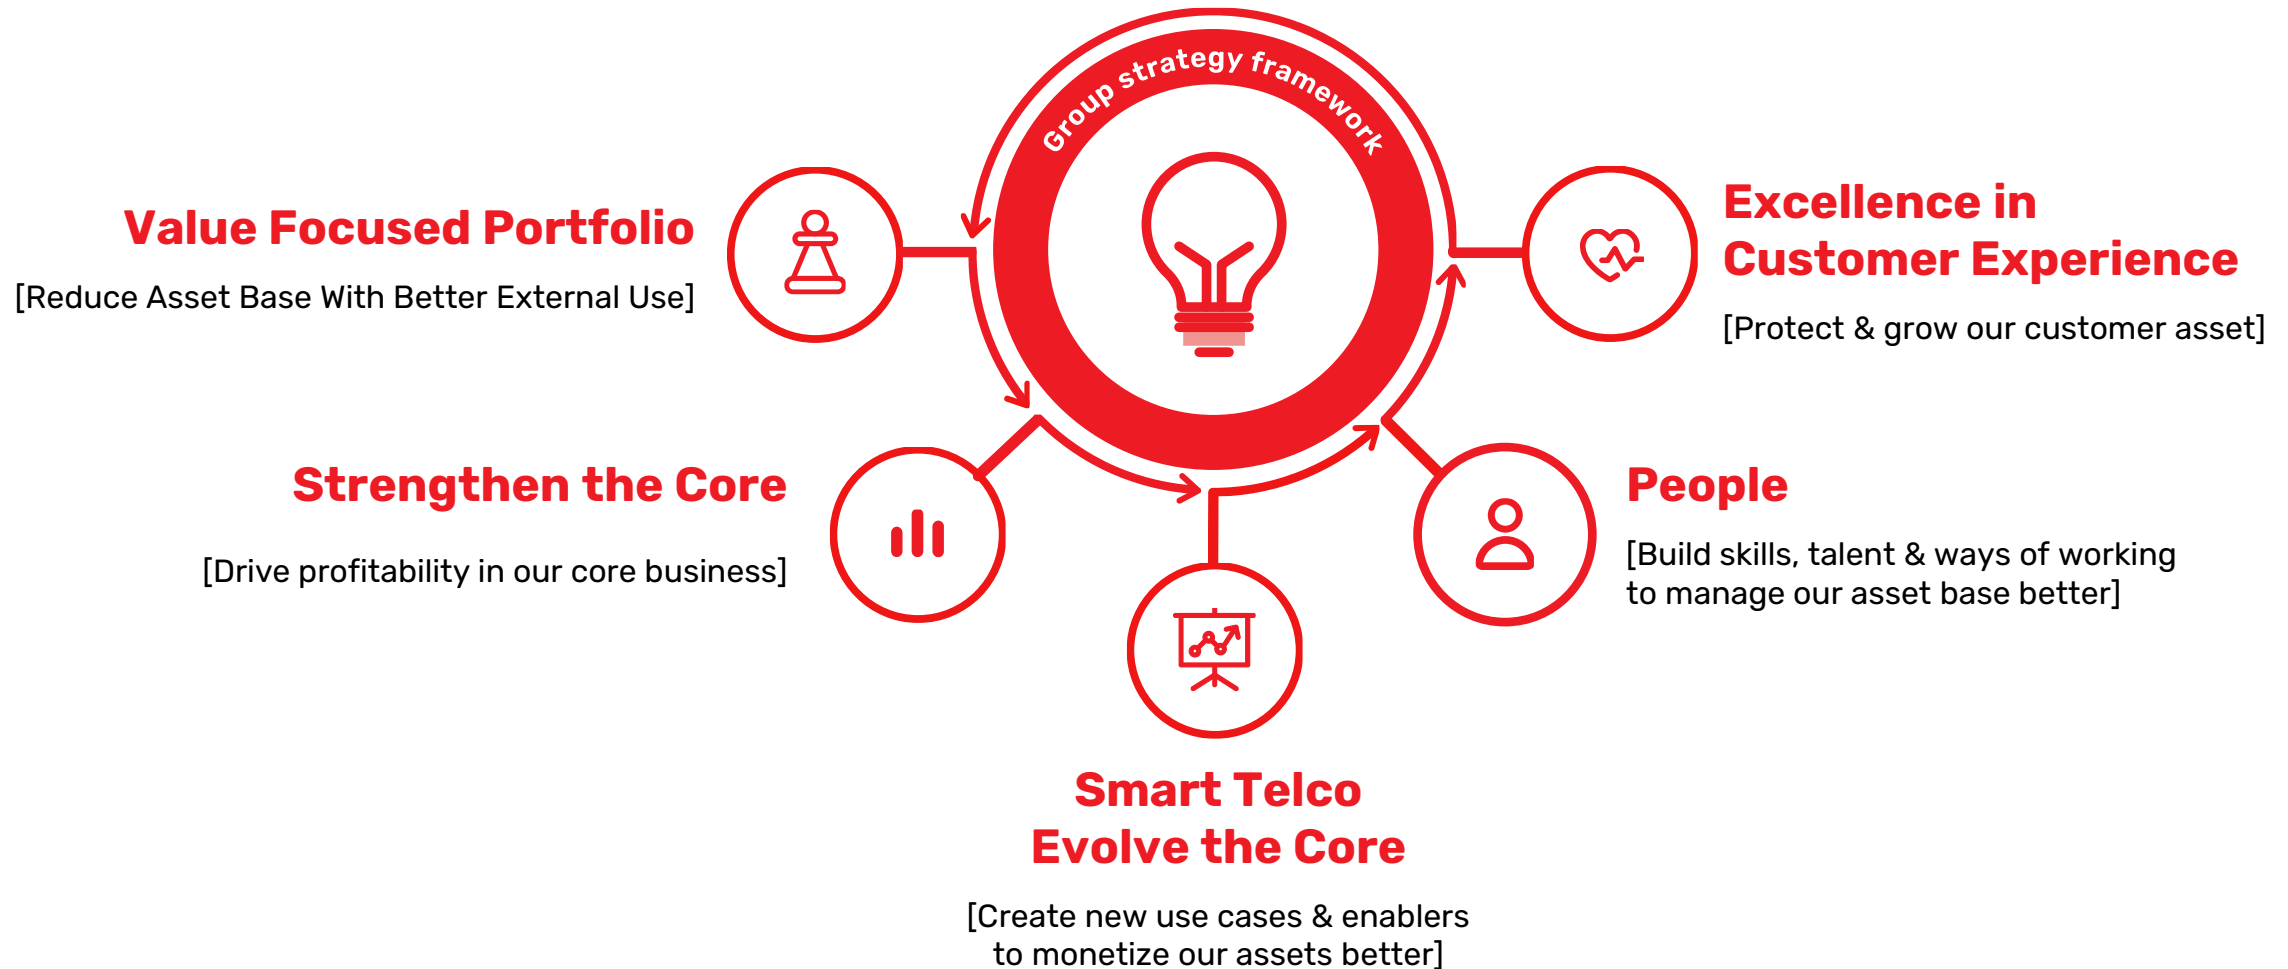 Group strategy framework
Value Focused Portfolio
[Reduce Asset Base With Better External Use]
Strengthen the Core
[Drive profitability in our core business]
Smart Telco
Evolve the Core
[Create new use cases & enablers
to monetize our assets better]
People
[Build skills, talent & ways of working
to manage our asset base better]
Excellence in
Customer Experience
[Protect & grow our customer asset]